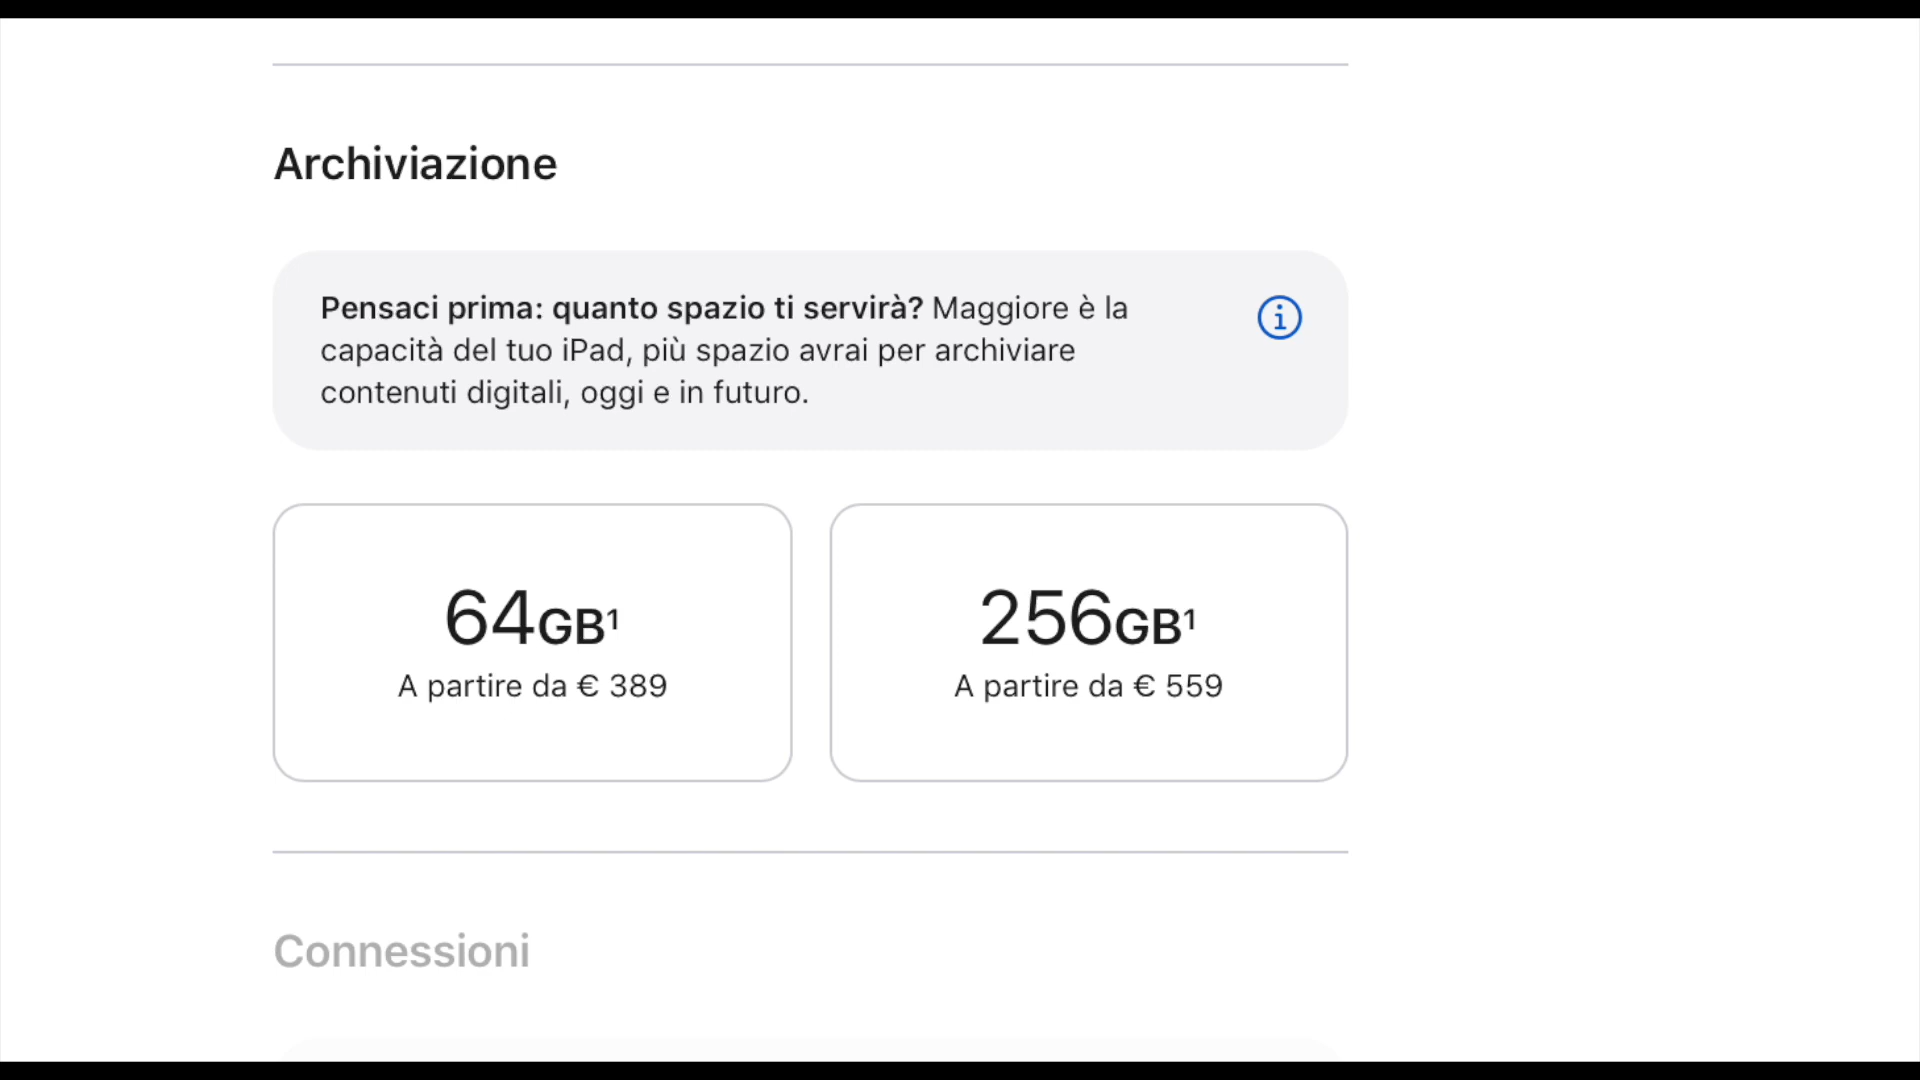 Archiviazione
Pensaci prima: quanto spazio ti servirà? Maggiore è la
capacità del tuo iPad, più spazio avrai per archiviare
contenuti digitali, oggi e in futuro.
64GB¹
A partire da € 389
256GB¹
A partire da € 559
Connessioni